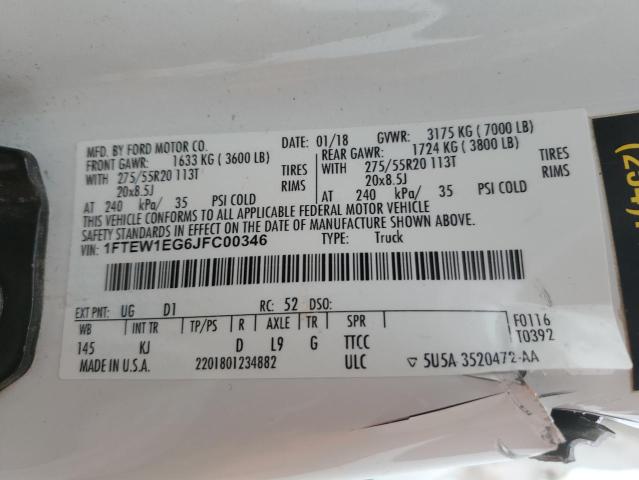 MFD. BY FORD MOTOR CO. DATE: 01/18 GVWR: 3175 KG ( 7000 LB)
FRONT GAWR: 1633 KG ( 3600 LB) REAR GAWR: 1724 KG ( 3800 LB)
WITH 275/55R20 113T TIRES WITH 275/55R20 113T TIRES
20x8.5J RIMS 20x8.5J RIMS
AT 240 kPa/ 35 PSI COLD AT 240 kPa/ 35 PSI COLD
THIS VEHICLE CONFORMS TO ALL APPLICABLE FEDERAL MOTOR VEHICLE
SAFETY STANDARDS IN EFFECT ON THE DATE OF MANUFACTURE SHOWN ABOVE.
VIN: 1FTEW1EG6JFC00346 TYPE: Truck
EXT PNT: UG D1 RC: 52 DSO:
WB INT TR TP/PS R AXLE TR SPR F0116
145 KJ D L9 G TTCC T0392
MADE IN U.S.A. 2201801234882 ULC ▽ 5U5A-3520472-AA